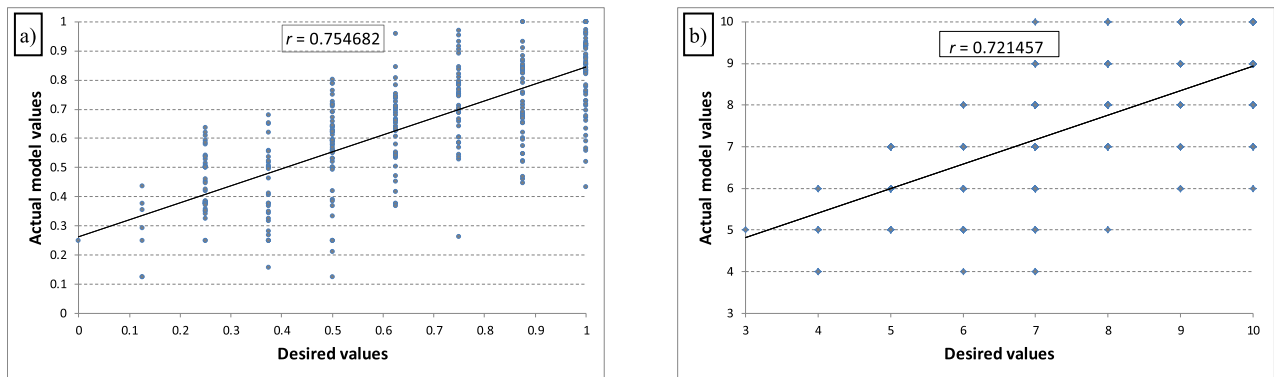 a)
r = 0.754682
Actual model values
1
0.9
0.8
0.7
0.6
0.5
0.4
0.3
0.2
0.1
0
0 0.1 0.2 0.3 0.4 0.5 0.6 0.7 0.8 0.9 1
Desired values
b)
r = 0.721457
Actual model values
10
9
8
7
6
5
4
3
3 4 5 6 7 8 9 10
Desired values